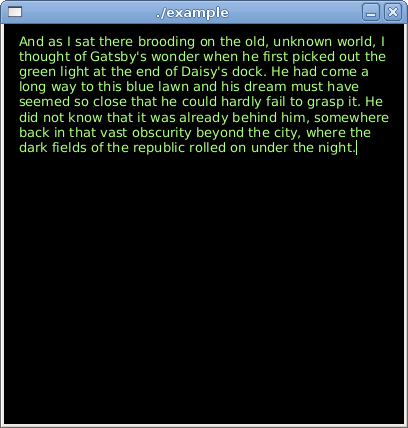 ./example
And as I sat there brooding on the old, unknown world, I
thought of Gatsby's wonder when he first picked out the
green light at the end of Daisy's dock. He had come a
long way to this blue lawn and his dream must have
seemed so close that he could hardly fail to grasp it. He
did not know that it was already behind him, somewhere
back in that vast obscurity beyond the city, where the
dark fields of the republic rolled on under the night.